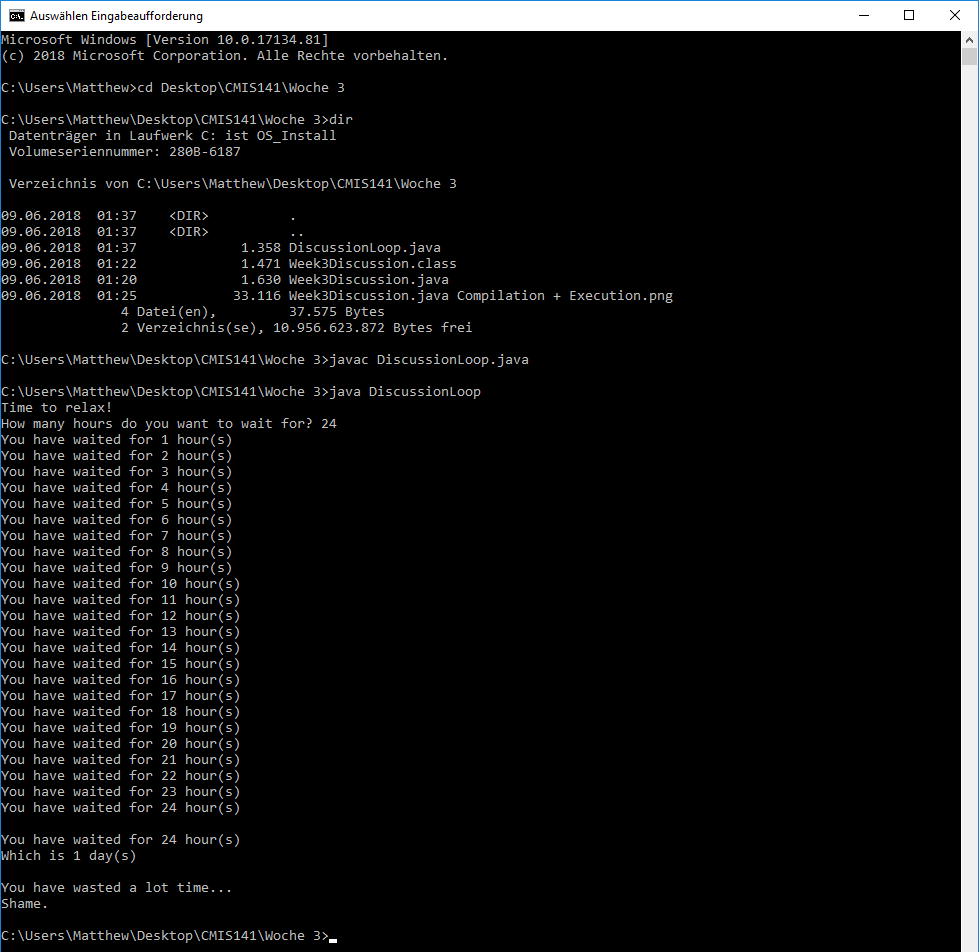 Auswählen Eingabeaufforderung
Microsoft Windows [Version 10.0.17134.81]
(c) 2018 Microsoft Corporation. Alle Rechte vorbehalten.
C:\Users\Matthew>cd Desktop\CMIS141\Woche 3
C:\Users\Matthew\Desktop\CMIS141\Woche 3>dir
 Datenträger in Laufwerk C: ist OS_Install
 Volumeseriennummer: 280B-6187
 Verzeichnis von C:\Users\Matthew\Desktop\CMIS141\Woche 3
09.06.2018  01:37    <DIR>          .
09.06.2018  01:37    <DIR>          ..
09.06.2018  01:37             1.358 DiscussionLoop.java
09.06.2018  01:22             1.471 Week3Discussion.class
09.06.2018  01:20             1.630 Week3Discussion.java
09.06.2018  01:25            33.116 Week3Discussion.java Compilation + Execution.png
               4 Datei(en),         37.575 Bytes
               2 Verzeichnis(se), 10.956.623.872 Bytes frei
C:\Users\Matthew\Desktop\CMIS141\Woche 3>javac DiscussionLoop.java
C:\Users\Matthew\Desktop\CMIS141\Woche 3>java DiscussionLoop
Time to relax!
How many hours do you want to wait for? 24
You have waited for 1 hour(s)
You have waited for 2 hour(s)
You have waited for 3 hour(s)
You have waited for 4 hour(s)
You have waited for 5 hour(s)
You have waited for 6 hour(s)
You have waited for 7 hour(s)
You have waited for 8 hour(s)
You have waited for 9 hour(s)
You have waited for 10 hour(s)
You have waited for 11 hour(s)
You have waited for 12 hour(s)
You have waited for 13 hour(s)
You have waited for 14 hour(s)
You have waited for 15 hour(s)
You have waited for 16 hour(s)
You have waited for 17 hour(s)
You have waited for 18 hour(s)
You have waited for 19 hour(s)
You have waited for 20 hour(s)
You have waited for 21 hour(s)
You have waited for 22 hour(s)
You have waited for 23 hour(s)
You have waited for 24 hour(s)
You have waited for 24 hour(s)
Which is 1 day(s)
You have wasted a lot time...
Shame.
C:\Users\Matthew\Desktop\CMIS141\Woche 3>